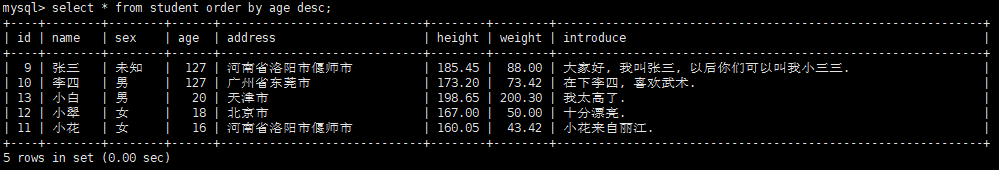 mysql> select * from student order by age desc;
| id | name | sex | age | address | height | weight | introduce |
| 9 | 张三 | 未知 | 127 | 河南省洛阳市偃师市 | 185.45 | 88.00 | 大家好, 我叫张三, 以后你们可以叫我小三三. |
| 10 | 李四 | 男 | 127 | 广州省东莞市 | 173.20 | 73.42 | 在下李四, 喜欢武术. |
| 13 | 小白 | 男 | 20 | 天津市 | 198.65 | 200.30 | 我太高了. |
| 12 | 小翠 | 女 | 18 | 北京市 | 167.00 | 50.00 | 十分漂亮. |
| 11 | 小花 | 女 | 16 | 河南省洛阳市偃师市 | 160.05 | 43.42 | 小花来自丽江. |
5 rows in set (0.00 sec)